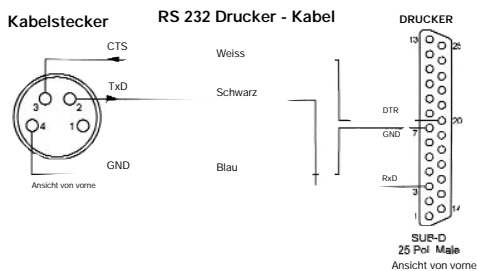 Kabelstecker
RS 232 Drucker - Kabel
DRUCKER
CTS
Weiss
13
25
TxD
Schwarz
3
2
4
1
DTR
20
7
GND
GND
Blau
RxD
3
Ansicht von vorne
1
14
SUB-D
25 Pol Male
Ansicht von vorne